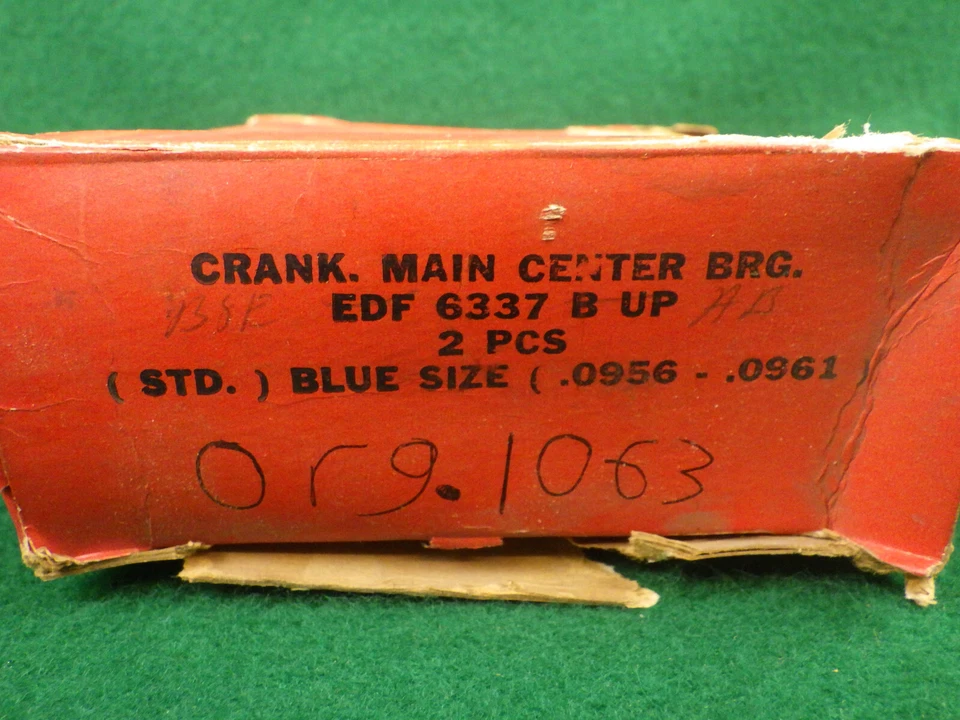 CRANK. MAIN CENTER BRG.
EDF 6337 B UP
2 PCS
( STD. ) BLUE SIZE ( .0956 - .0961 )
Org. 1063